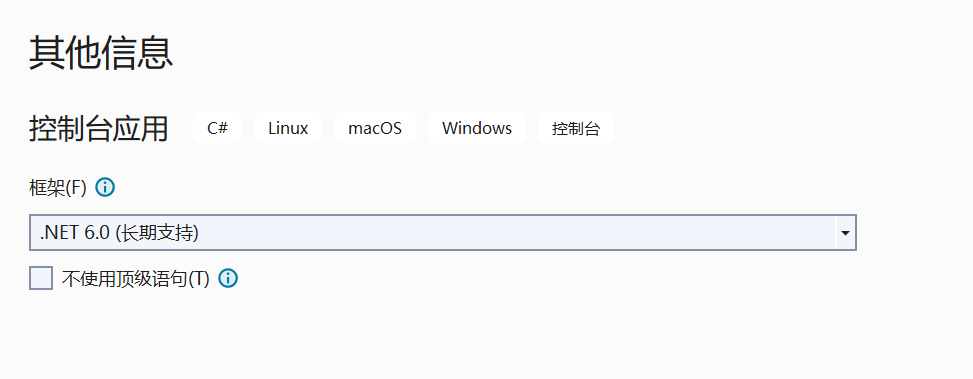 其他信息
控制台应用 C# Linux macOS Windows 控制台
框架(F)
.NET 6.0 (长期支持)
不使用顶级语句(T)